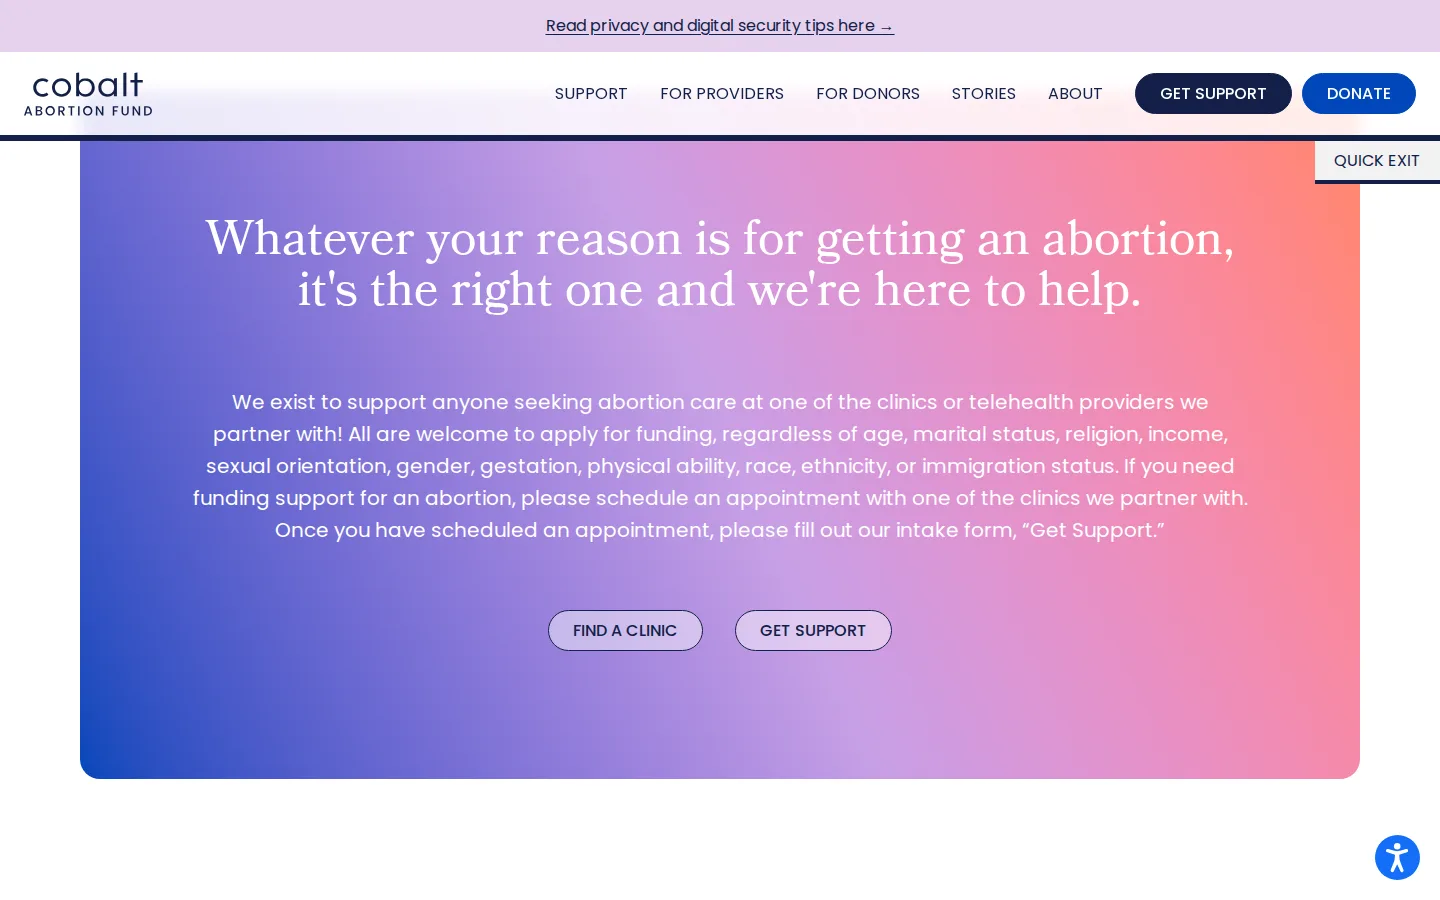 Read privacy and digital security tips here →
cobalt
ABORTION FUND
SUPPORT
FOR PROVIDERS
FOR DONORS
STORIES
ABOUT
GET SUPPORT
DONATE
QUICK EXIT
Whatever your reason is for getting an abortion,
it's the right one and we're here to help.
We exist to support anyone seeking abortion care at one of the clinics or telehealth providers we
partner with! All are welcome to apply for funding, regardless of age, marital status, religion, income,
sexual orientation, gender, gestation, physical ability, race, ethnicity, or immigration status. If you need
funding support for an abortion, please schedule an appointment with one of the clinics we partner with.
Once you have scheduled an appointment, please fill out our intake form, “Get Support.”
FIND A CLINIC
GET SUPPORT